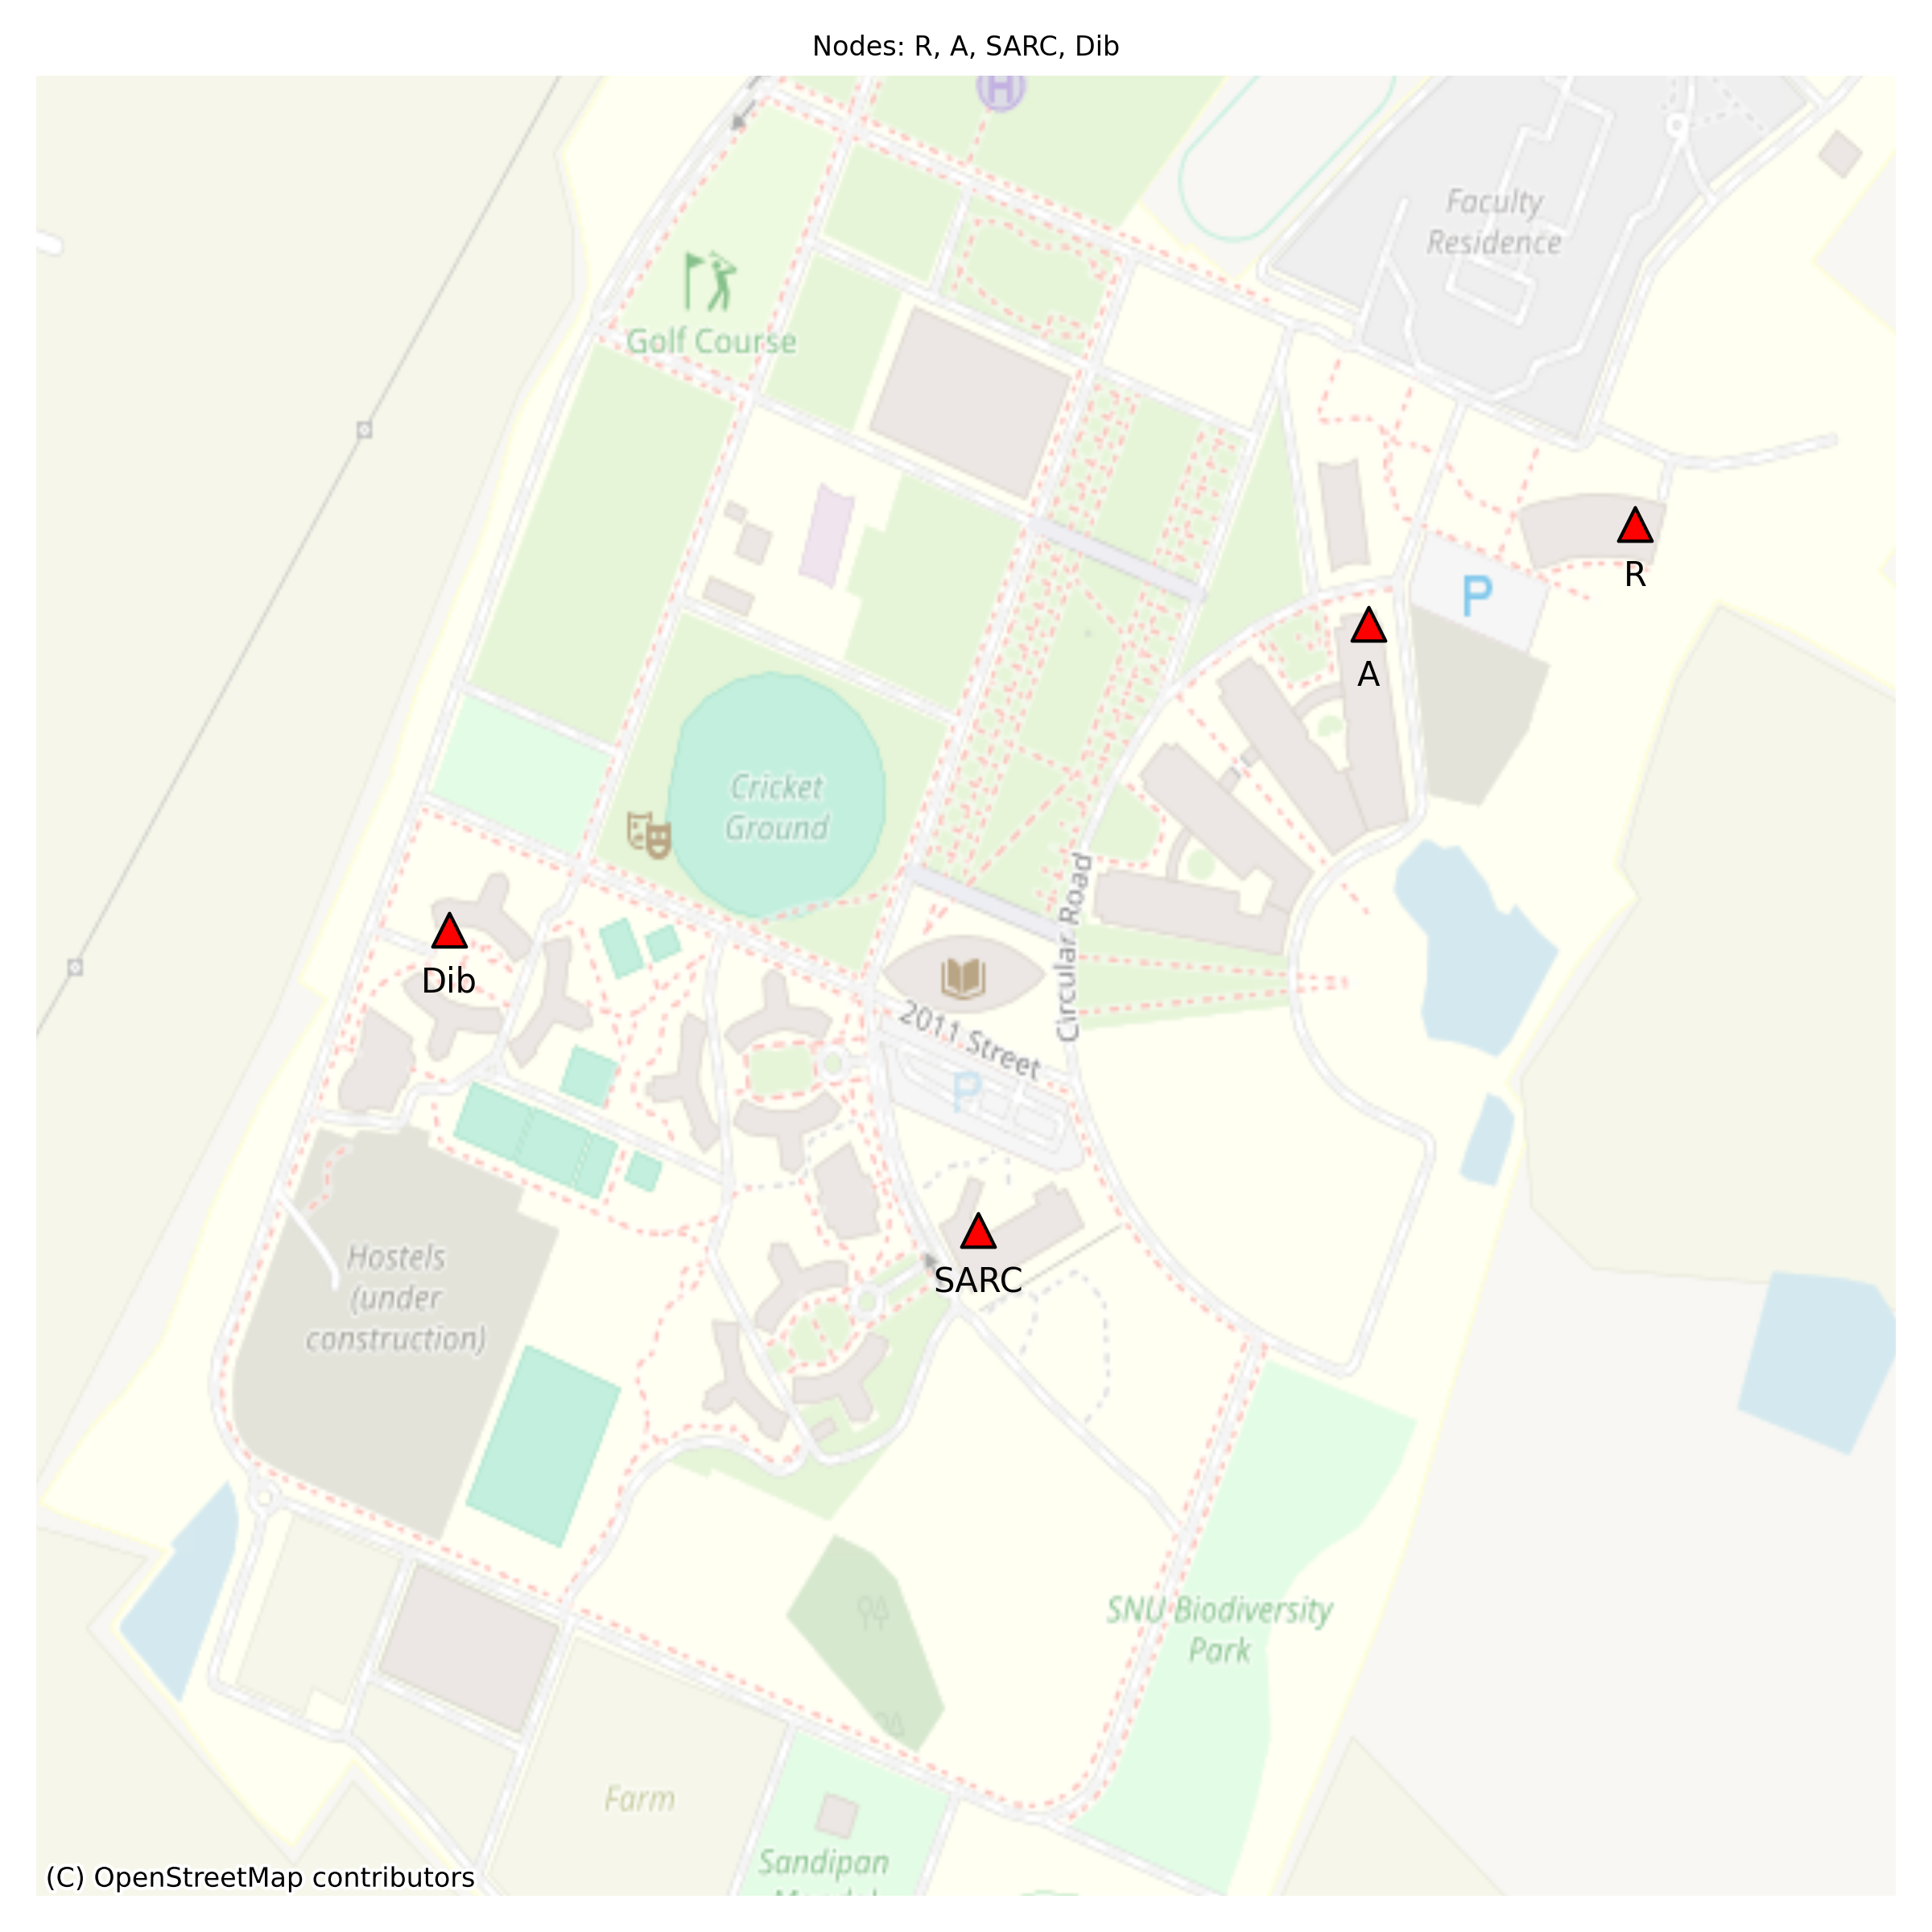 Nodes: R, A, SARC, Dib
H
Faculty
Residence
Golf Course
R
P
A
Cricket
Ground
Circular Road
Dib
2011 Street
P
SARC
Hostels
(under
construction)
SNU Biodiversity
Park
Farm
Sandipan
(C) OpenStreetMap contributors